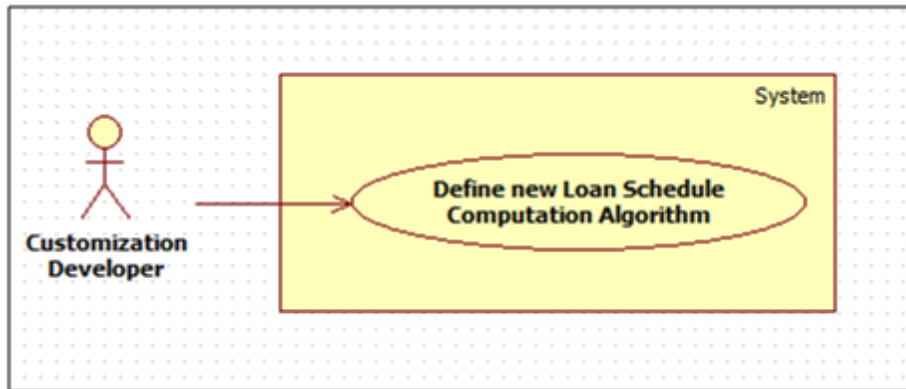 System
Define new Loan Schedule
Computation Algorithm
Customization
Developer